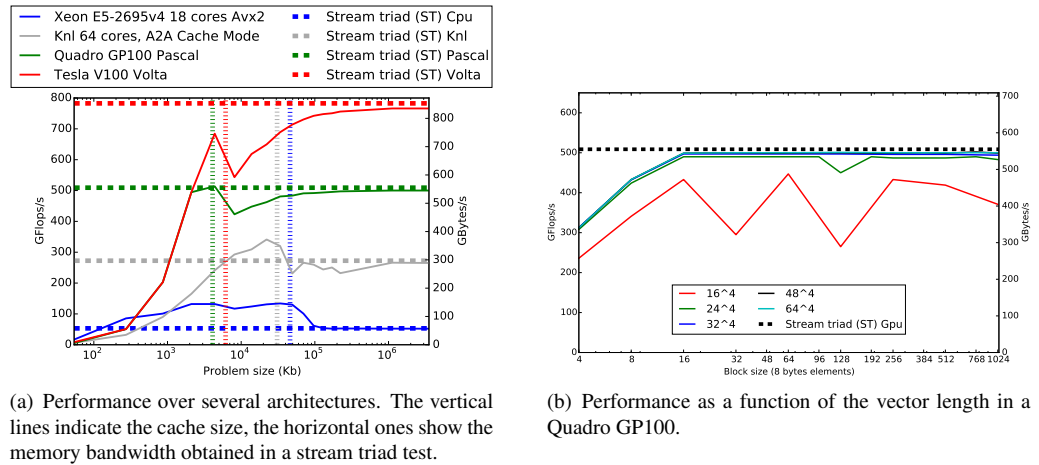 Xeon E5-2695v4 18 cores Avx2
Knl 64 cores, A2A Cache Mode
Quadro GP100 Pascal
Tesla V100 Volta
Stream triad (ST) Cpu
Stream triad (ST) Knl
Stream triad (ST) Pascal
Stream triad (ST) Volta
800
700
600
500
400
300
200
100
0
GFlops/s
800
700
600
500
400
300
200
100
0
GBytes/s
10^2
10^3
10^4
10^5
10^6
Problem size (Kb)
(a) Performance over several architectures. The vertical
lines indicate the cache size, the horizontal ones show the
memory bandwidth obtained in a stream triad test.
600
500
400
300
200
100
0
GFlops/s
700
600
500
400
300
200
100
0
GBytes/s
16^4
24^4
32^4
48^4
64^4
Stream triad (ST) Gpu
4
8
16
32
48
64
96
128
192
256
384
512
768
1024
Block size (8 bytes elements)
(b) Performance as a function of the vector length in a
Quadro GP100.